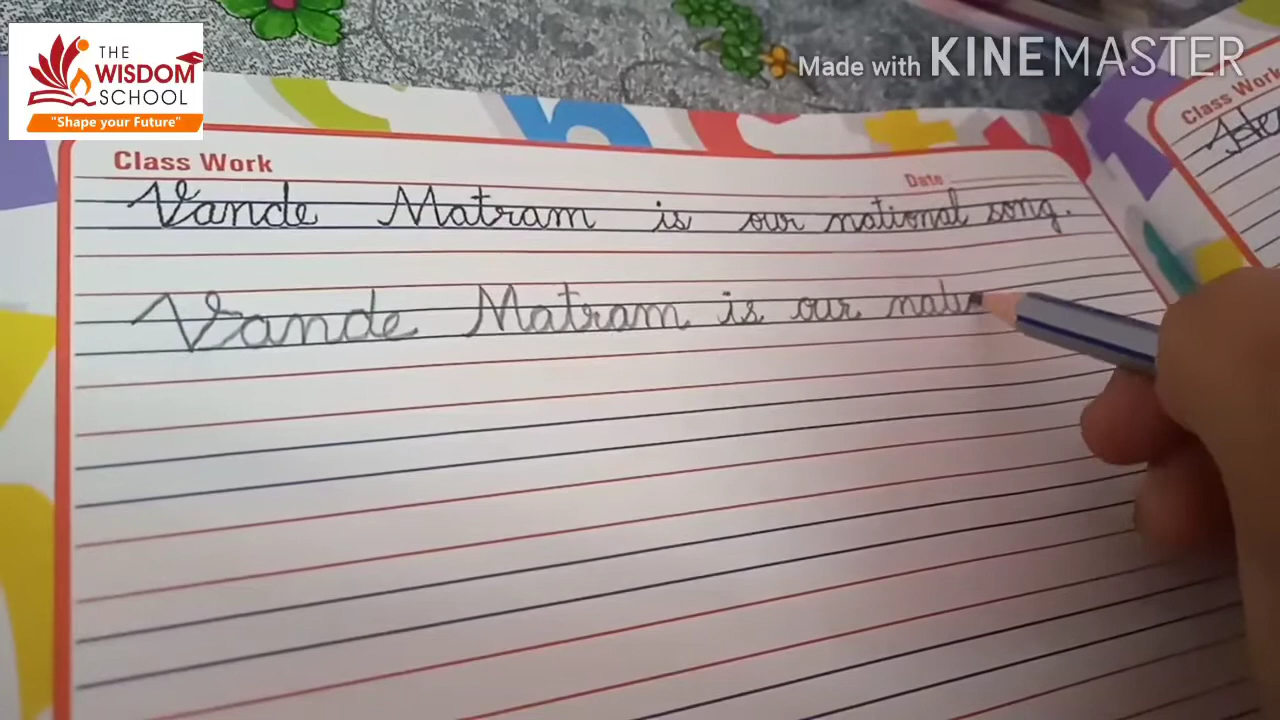 THE
WISDOM
SCHOOL
"Shape your Future"
Made with KINEMASTER
Class Work
Date
Vande Matram is our national song.
Vande Matram is our nati
Class Work